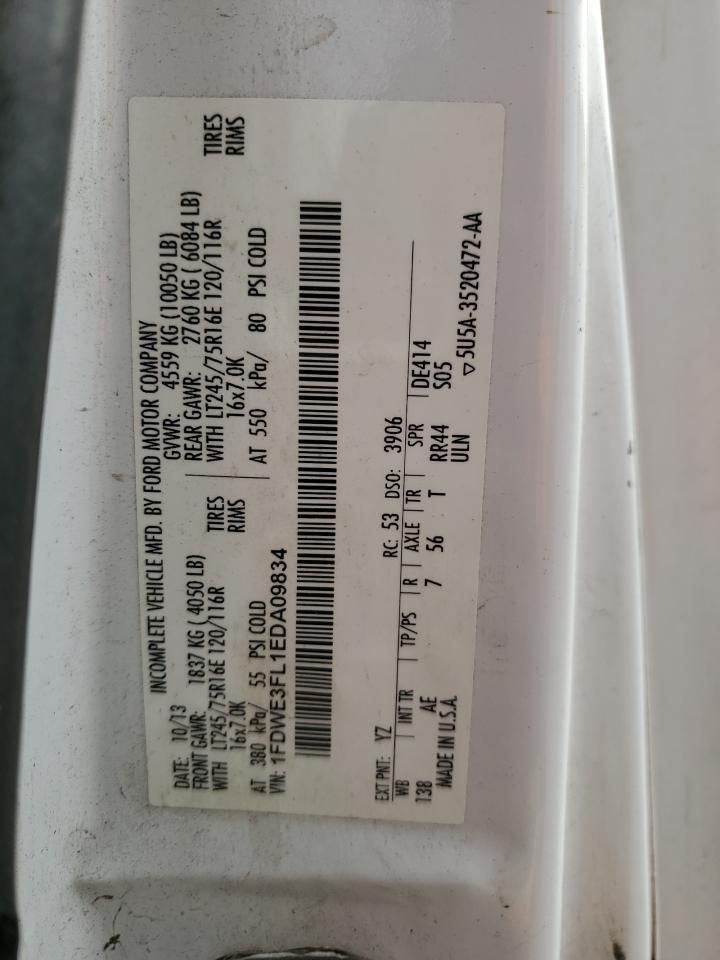 INCOMPLETE VEHICLE MFD. BY FORD MOTOR COMPANY
DATE: 10/13 GVWR: 4559 KG (10050 LB)
FRONT GAWR: 1837 KG (4050 LB) REAR GAWR: 2760 KG (6084 LB)
WITH LT245/75R16E 120/116R TIRES WITH LT245/75R16E 120/116R TIRES
16x7.0K RIMS 16x7.0K RIMS
AT 380 kPa/ 55 PSI COLD AT 550 kPa/ 80 PSI COLD
VIN: 1FDWE3FL1EDA09834
EXT PNT: YZ RC: 53 DSO: 3906
WB INT TR TP/PS R AXLE TR SPR
138 AE 7 56 T RR44 DE414
MADE IN U.S.A. ULN S05
▽5U5A-3520472-AA